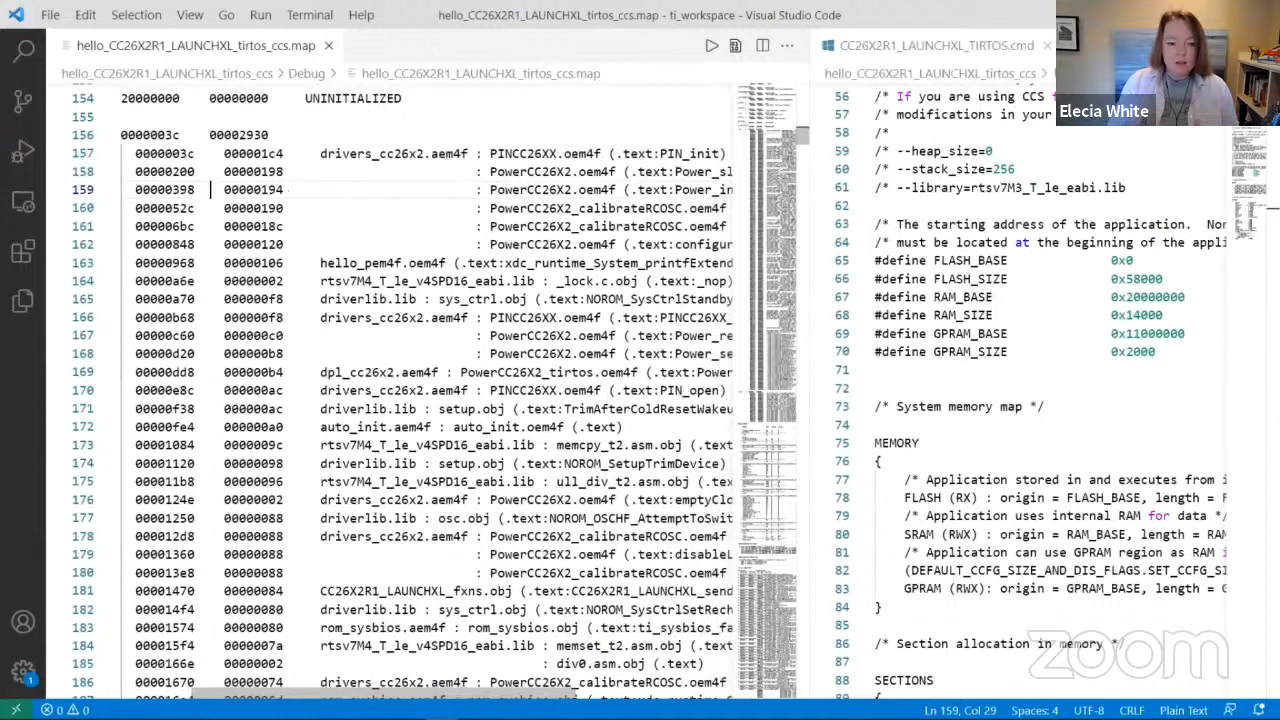 File Edit Selection View Go Run Terminal Help
hello_CC26X2R1_LAUNCHXL_tirtos_ccs.map - ti_workspace - Visual Studio Code
hello_CC26X2R1_LAUNCHXL_tirtos_ccs.map
hello_CC26X2R1_LAUNCHXL_tirtos_ccs > Debug > hello_CC26X2R1_LAUNCHXL_tirtos_ccs.map
154 20000000 00000000 UNINITIALIZED
155
156 0000003c 00002930
157 0000003c 000001c4 drivers_cc26x2.aem4f : PINCC26XX.oem4f (.text:PIN_init)
158 00000200 00000198 : PowerCC26X2.oem4f (.text:Power_sl
159 00000398 00000194 : PowerCC26X2.oem4f (.text:Power_in
160 0000052c 00000190 : PowerCC26X2_calibrateRCOSC.oem4f
161 000006bc : PowerCC26X2_calibrateRCOSC.oem4f
162 00000848 00000120 : PowerCC26X2.oem4f (.text:configur
163 00000968 00000106 hello_pem4f.oem4f (.text:xdc_runtime_System_printfExtend
164 00000a6e 00000002 rtsv7M4_T_le_v4SPD16_eabi.lib : _lock.c.obj (.text:_nop)
165 00000a70 000000f8 driverlib.lib : sys_ctrl.obj (.text:NOROM_SysCtrlStandby
166 00000b68 000000f8 drivers_cc26x2.aem4f : PINCC26XX.oem4f (.text:PINCC26XX_
167 00000c60 000000c0 : PowerCC26X2.oem4f (.text:Power_re
168 00000d20 000000b8 : PowerCC26X2.oem4f (.text:Power_se
169 00000dd8 000000b4 dpl_cc26x2.aem4f : PowerCC26X2_tirtos.oem4f (.text:Power
170 00000e8c 000000ac drivers_cc26x2.aem4f : PINCC26XX.oem4f (.text:PIN_open)
171 00000f38 000000ac driverlib.lib : setup.obj (.text:TrimAfterColdResetWakeu
172 00000fe4 000000a0 auto_init.aem4f : auto_init.oem4f (.text)
173 00001084 0000009c rtsv7M4_T_le_v4SPD16_eabi.lib : memcpy_t2.asm.obj (.text
174 00001120 00000098 driverlib.lib : setup.obj (.text:NOROM_SetupTrimDevice)
175 000011b8 00000096 rtsv7M4_T_le_v4SPD16_eabi.lib : ull_div_t2.asm.obj (.tex
176 0000124e 00000002 drivers_cc26x2.aem4f : PowerCC26X2.oem4f (.text:emptyClo
177 00001250 00000088 driverlib.lib : osc.obj (.text:NOROM_OSCHF_AttemptToSwit
178 000012d8 00000088 drivers_cc26x2.aem4f : PowerCC26X2_calibrateRCOSC.oem4f
179 00001360 00000088 : PowerCC26X2.oem4f (.text:disableL
180 000013e8 00000088 : PowerCC26X2_calibrateRCOSC.oem4f
181 00001470 00000084 CC26X2R1_LAUNCHXL_fxns.oem4f (.text:CC26X2R1_LAUNCHXL_send
182 000014f4 00000080 driverlib.lib : sys_ctrl.obj (.text:NOROM_SysCtrlSetRech
183 00001574 00000080 rom_sysbios.aem4f : rom_sysbios.obj (.text:ti_sysbios_fa
184 000015f4 0000007a rtsv7M4_T_le_v4SPD16_eabi.lib : memset_t2.asm.obj (.text
185 0000166e 00000002 : div0.asm.obj (.text)
186 00001670 00000074 drivers_cc26x2.aem4f : PowerCC26X2_calibrateRCOSC.oem4f
CC26X2R1_LAUNCHXL_TIRTOS.cmd
hello_CC26X2R1_LAUNCHXL_tirtos_ccs >
56 /* If you are using CCS f
57 /* modifications in your
58 /*
59 /* --heap_size=0
60 /* --stack_size=256
61 /* --library=rtsv7M3_T_le_eabi.lib
62
63 /* The starting address of the application. Nor
64 /* must be located at the beginning of the appli
65 #define FLASH_BASE 0x0
66 #define FLASH_SIZE 0x58000
67 #define RAM_BASE 0x20000000
68 #define RAM_SIZE 0x14000
69 #define GPRAM_BASE 0x11000000
70 #define GPRAM_SIZE 0x2000
71
72
73 /* System memory map */
74
75 MEMORY
76 {
77 /* Application stored in and executes from i
78 FLASH (RX) : origin = FLASH_BASE, length = F
79 /* Application uses internal RAM for data */
80 SRAM (RWX) : origin = RAM_BASE, length = RAM
81 /* Application can use GPRAM region as RAM i
82 (DEFAULT_CCFG_SIZE_AND_DIS_FLAGS.SET_CCFG_SI
83 GPRAM (RWX): origin = GPRAM_BASE, length = G
84 }
85
86 /* Section allocation in memory */
87
88 SECTIONS
89 {
Elecia White
zoom
0 0
Ln 159, Col 29 Spaces: 4 UTF-8 CRLF Plain Text
1